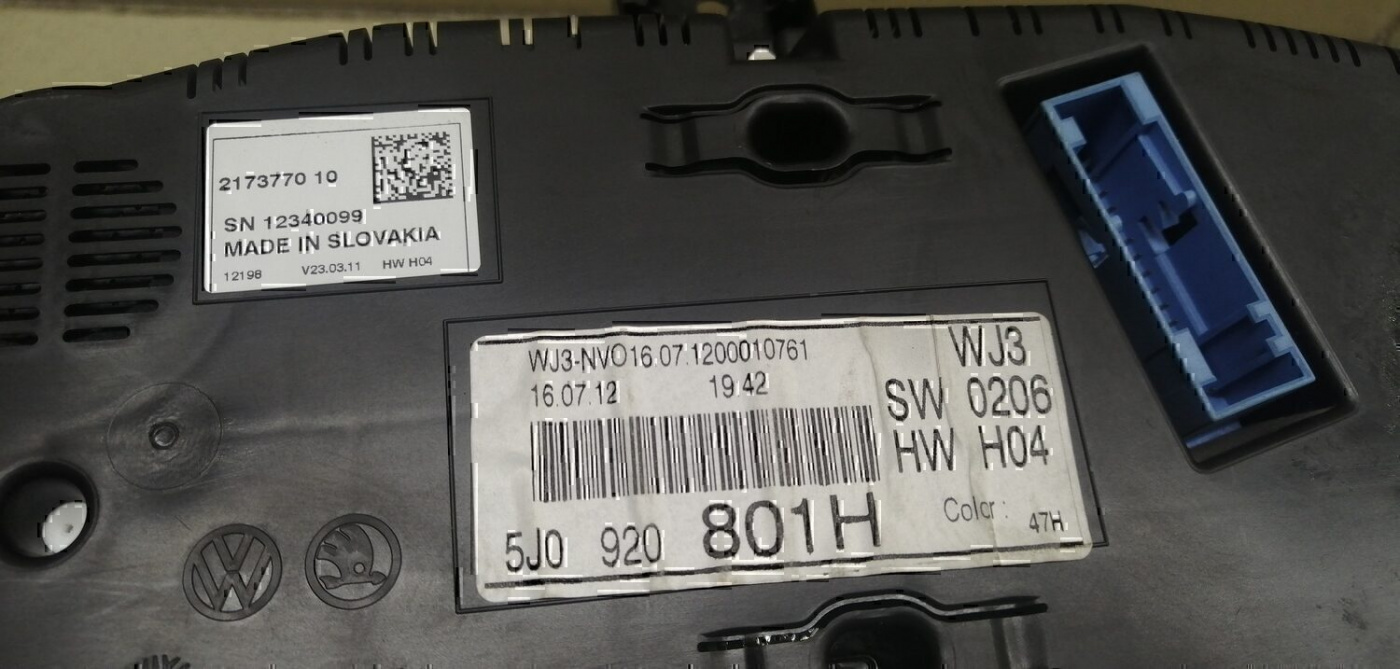 2173770 10
SN 12340099
MADE IN SLOVAKIA
12198 V23.03.11 HW H04
WJ3-NVO16.07.1200010761
16.07.12 19 42
WJ3
SW 0206
HW H04
5J0 920 801H
Color: 47H
VW